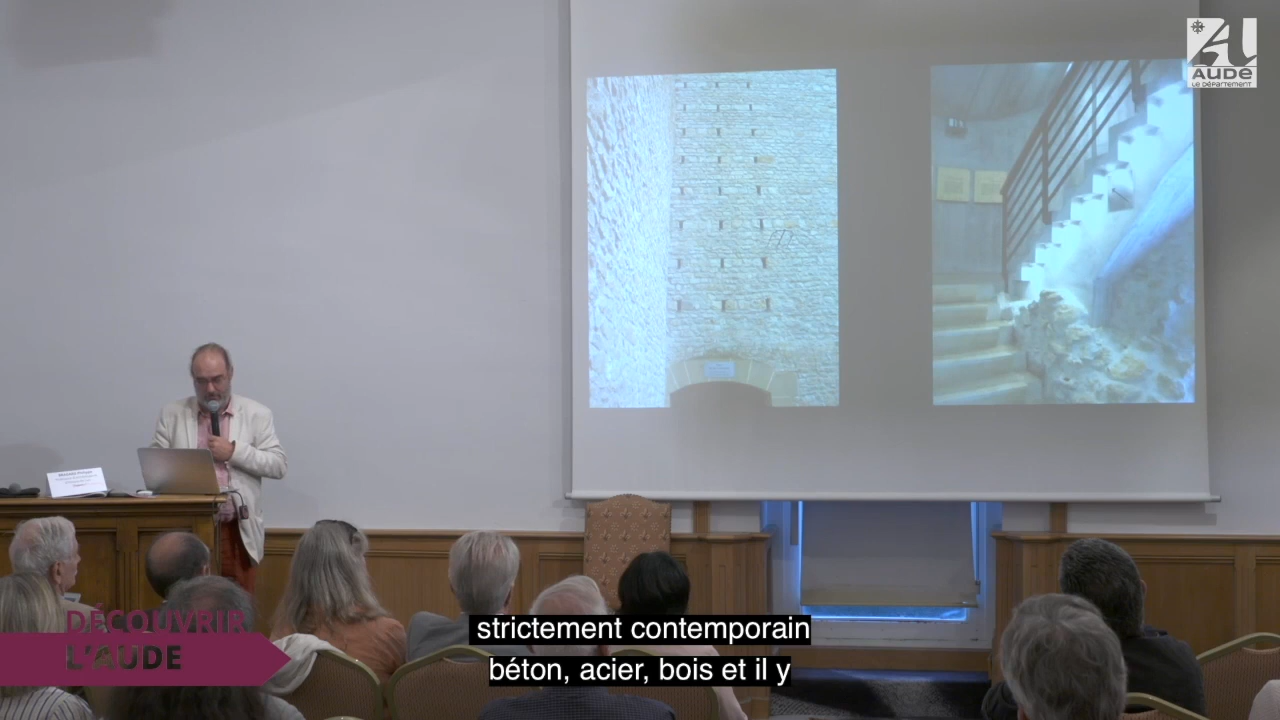 AUDE
LE DÉPARTEMENT
DÉCOUVRIR
L'AUDE
strictement contemporain
béton, acier, bois et il y